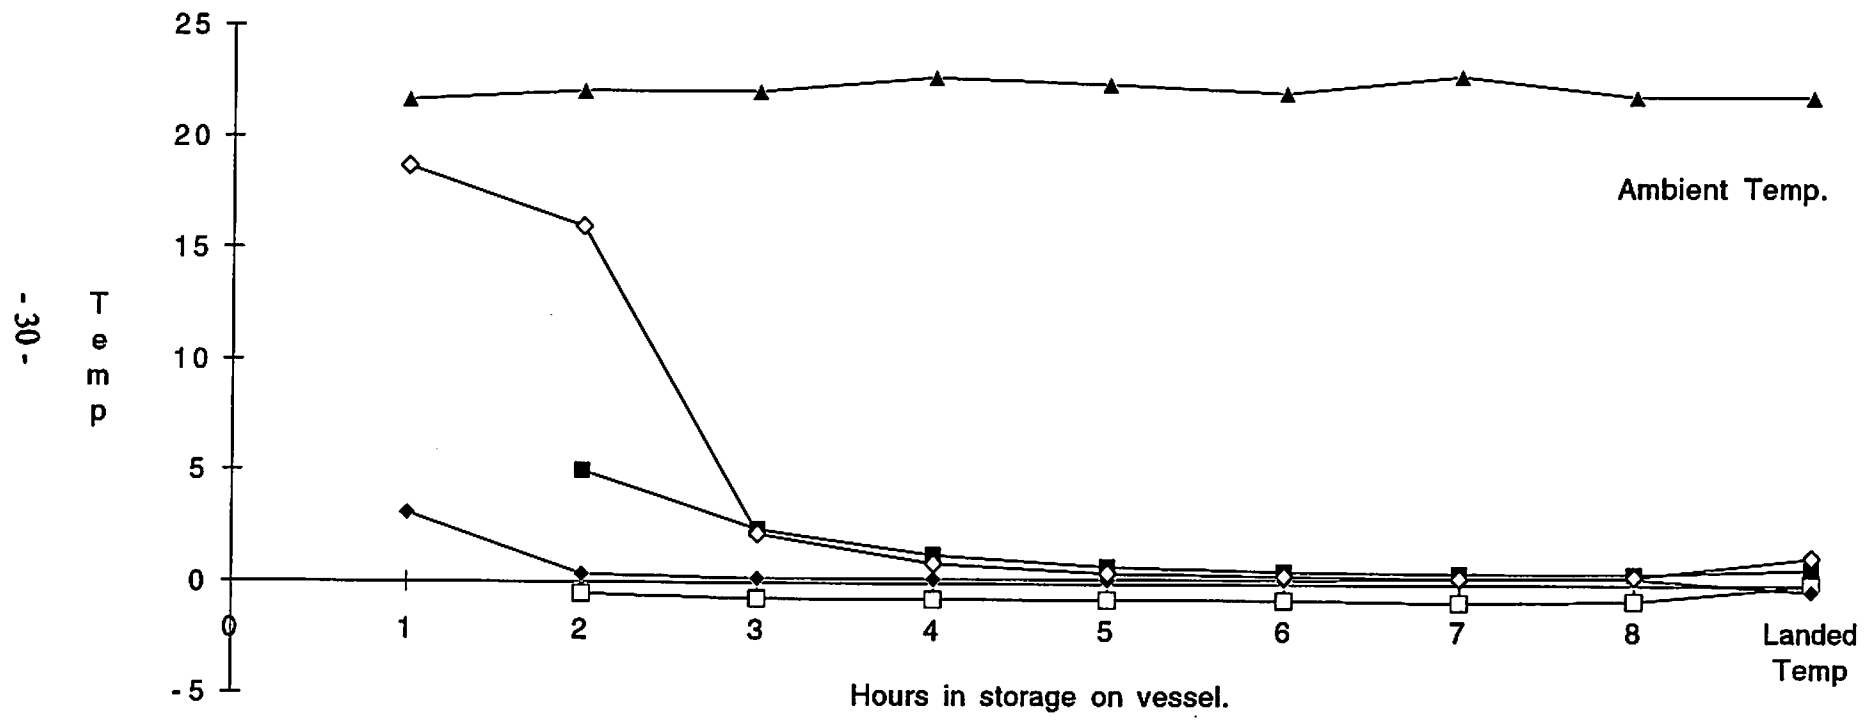 25
20
Ambient Temp.
15
- 30 -
T
e
m
p
10
5
0
0 1 2 3 4 5 6 7 8 Landed
Temp
- 5
Hours in storage on vessel.